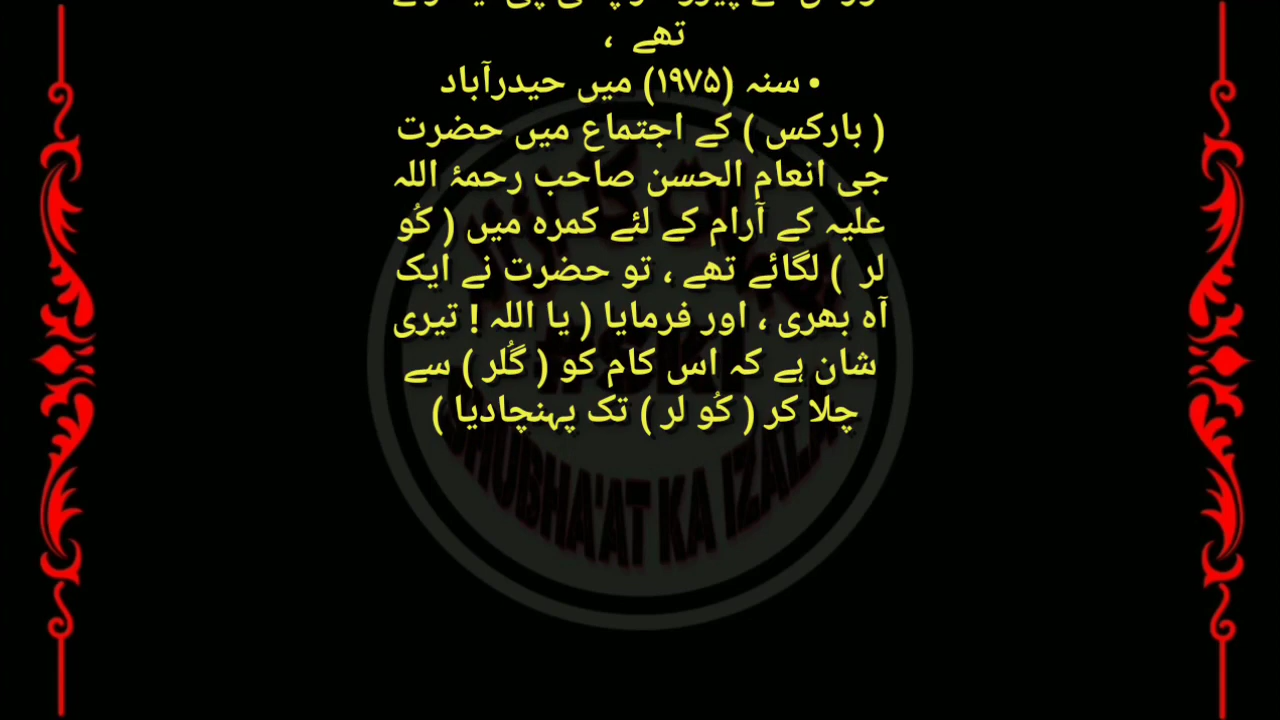 تھے ،
• سنہ (۱۹۷۵) میں حیدرآباد
( بارکس ) کے اجتماع میں حضرت
جی انعام الحسن صاحب رحمۂ اللہ
علیہ کے آرام کے لئے کمرہ میں ( کُو
لر ) لگائے تھے ، تو حضرت نے ایک
آہ بھری ، اور فرمایا ( یا اللہ ! تیری
شان ہے کہ اس کام کو ( گُلر ) سے
چلا کر ( کُو لر ) تک پہنچادیا )
SHUBHA'AT KA IZALA